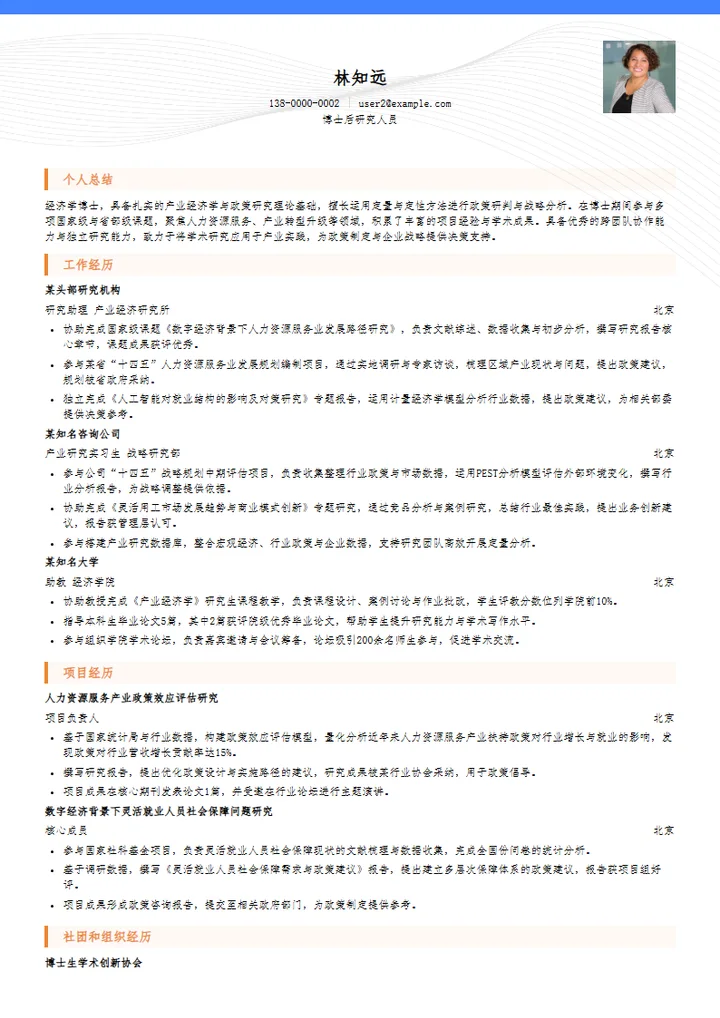 林知远
138-0000-0002 user2@example.com
博士后研究人员
个人总结
经济学博士，具备扎实的产业经济学与政策研究理论基础，擅长运用定量与定性方法进行政策研判与战略分析。在博士期间参与多
项国家级与省部级课题，聚焦人力资源服务、产业转型升级等领域，积累了丰富的项目经验与学术成果。具备优秀的跨团队协作能
力与独立研究能力，致力于将学术研究应用于产业实践，为政策制定与企业战略提供决策支持。
工作经历
某头部研究机构
研究助理 产业经济研究所 北京
• 协助完成国家级课题《数字经济背景下人力资源服务业发展路径研究》，负责文献综述、数据收集与初步分析，撰写研究报告核
心章节，课题成果获评优秀。
• 参与某省“十四五”人力资源服务业发展规划编制项目，通过实地调研与专家访谈，梳理区域产业现状与问题，提出政策建议，
规划被省政府采纳。
• 独立完成《人工智能对就业结构的影响及对策研究》专题报告，运用计量经济学模型分析行业数据，提出政策建议，为相关部委
提供决策参考。
某知名咨询公司
产业研究实习生 战略研究部 北京
• 参与公司“十四五”战略规划中期评估项目，负责收集整理行业政策与市场数据，运用PEST分析模型评估外部环境变化，撰写行
业分析报告，为战略调整提供依据。
• 协助完成《灵活用工市场发展趋势与商业模式创新》专题研究，通过竞品分析与案例研究，总结行业最佳实践，提出业务创新建
议，报告获管理层认可。
• 参与搭建产业研究数据库，整合宏观经济、行业政策与企业数据，支持研究团队高效开展定量分析。
某知名大学
助教 经济学院 北京
• 协助教授完成《产业经济学》研究生课程教学，负责课程设计、案例讨论与作业批改，学生评教分数位列学院前10%。
• 指导本科生毕业论文5篇，其中2篇获评院级优秀毕业论文，帮助学生提升研究能力与学术写作水平。
• 参与组织学院学术论坛，负责嘉宾邀请与会议筹备，论坛吸引200余名师生参与，促进学术交流。
项目经历
人力资源服务产业政策效应评估研究
项目负责人 北京
• 基于国家统计局与行业数据，构建政策效应评估模型，量化分析近年来人力资源服务产业扶持政策对行业增长与就业的影响，发
现政策对行业营收增长贡献率达15%。
• 撰写研究报告，提出优化政策设计与实施路径的建议，研究成果被某行业协会采纳，用于政策倡导。
• 项目成果在核心期刊发表论文1篇，并受邀在行业论坛进行主题演讲。
数字经济背景下灵活就业人员社会保障问题研究
核心成员 北京
• 参与国家社科基金项目，负责灵活就业人员社会保障现状的文献梳理与数据收集，完成全国份问卷的统计分析。
• 基于调研数据，撰写《灵活就业人员社会保障需求与政策建议》报告，提出建立多层次保障体系的政策建议，报告获项目组好
评。
• 项目成果形成政策咨询报告，提交至相关政府部门，为政策制定提供参考。
社团和组织经历
博士生学术创新协会